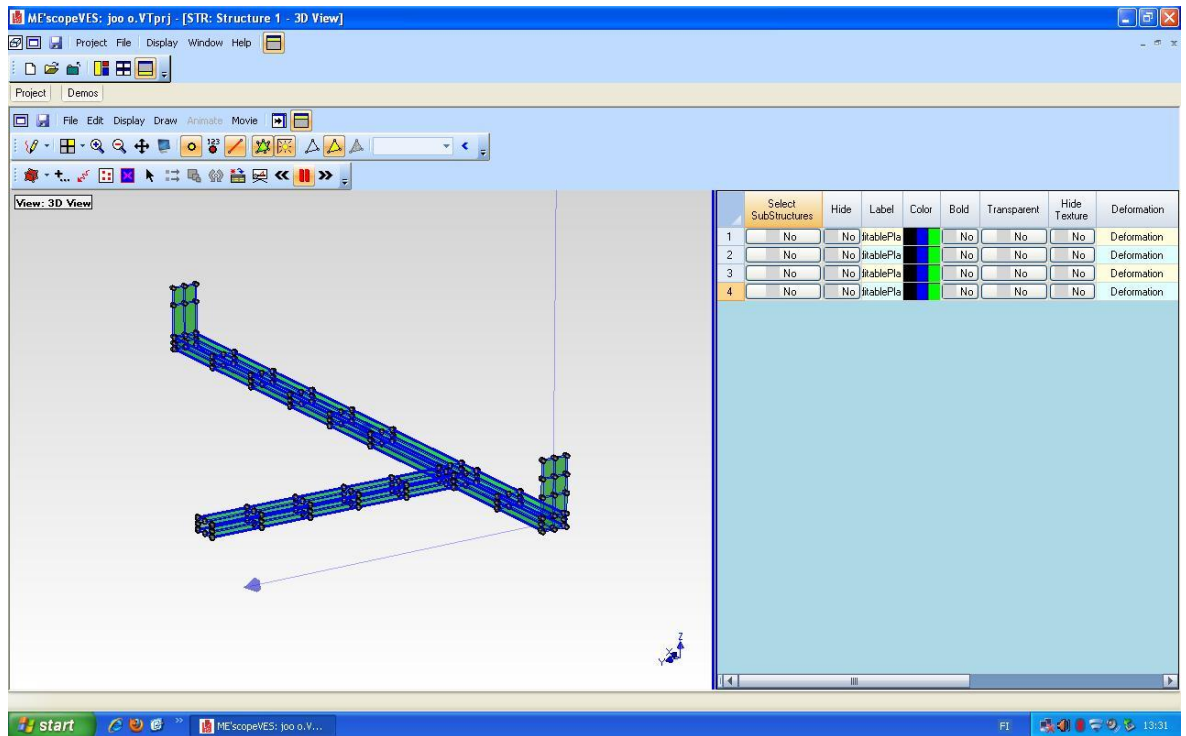 ME'scopeVES: joo o.VTprj - [STR: Structure 1 - 3D View]
Project File Display Window Help
Project Demos
File Edit Display Draw Animate Movie
123
View: 3D View
Select SubStructures Hide Label Color Bold Transparent Hide Texture Deformation
1 No No ditablePla No No No Deformation
2 No No ditablePla No No No Deformation
3 No No ditablePla No No No Deformation
4 No No ditablePla No No No Deformation
Z
X
Y
start ME'scopeVES: joo o.V... FI 13:31